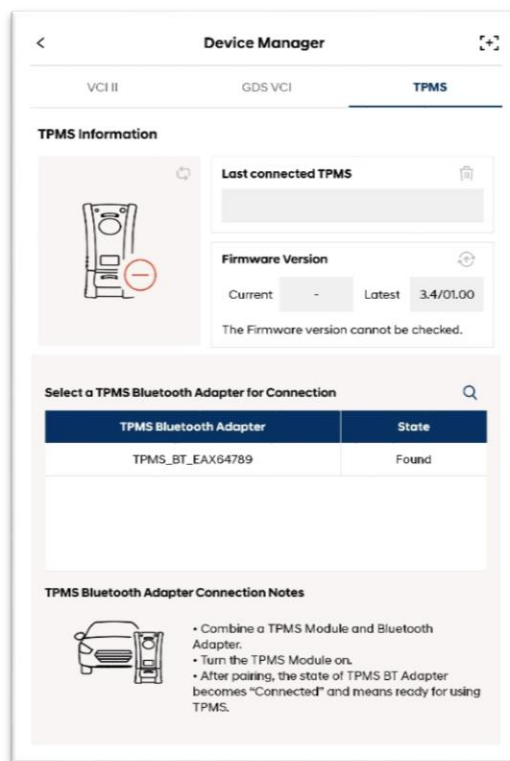 Device Manager
VCI II GDS VCI TPMS
TPMS Information
Last connected TPMS
Firmware Version
Current - Latest 3.4/01.00
The Firmware version cannot be checked.
Select a TPMS Bluetooth Adapter for Connection
TPMS Bluetooth Adapter State
TPMS_BT_EAX64789 Found
TPMS Bluetooth Adapter Connection Notes
• Combine a TPMS Module and Bluetooth
Adapter.
• Turn the TPMS Module on.
• After pairing, the state of TPMS BT Adapter
becomes “Connected” and means ready for using
TPMS.